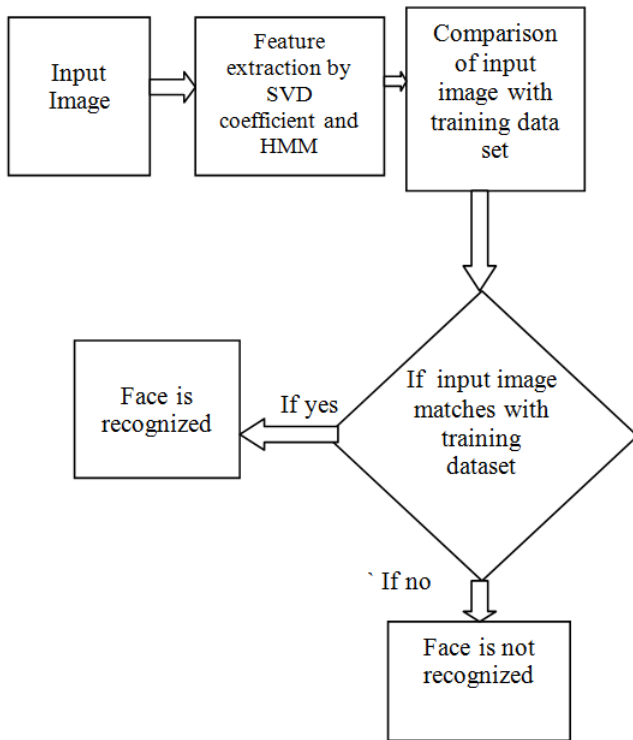 Input
Image
Feature
extraction by
SVD
coefficient and
HMM
Comparison
of input
image with
training data
set
If input image
matches with
training
dataset
If yes
Face is
recognized
` If no
Face is not
recognized